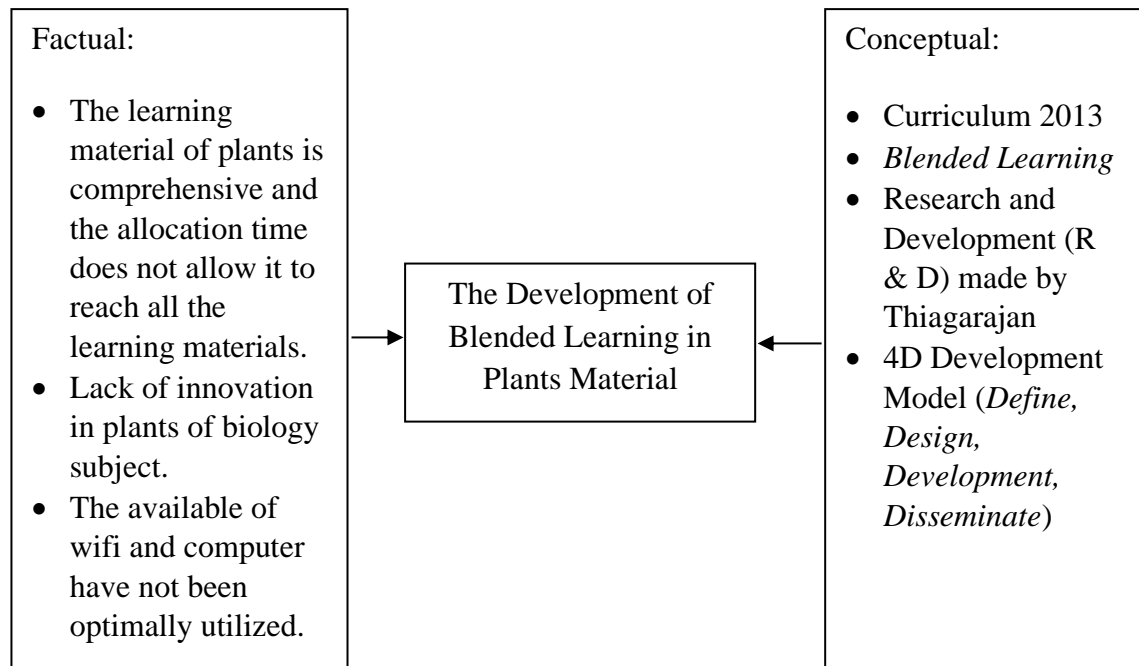 Factual:
• The learning
material of plants is
comprehensive and
the allocation time
does not allow it to
reach all the
learning materials.
• Lack of innovation
in plants of biology
subject.
• The available of
wifi and computer
have not been
optimally utilized.
The Development of
Blended Learning in
Plants Material
Conceptual:
• Curriculum 2013
• Blended Learning
• Research and
Development (R
& D) made by
Thiagarajan
• 4D Development
Model (Define,
Design,
Development,
Disseminate)